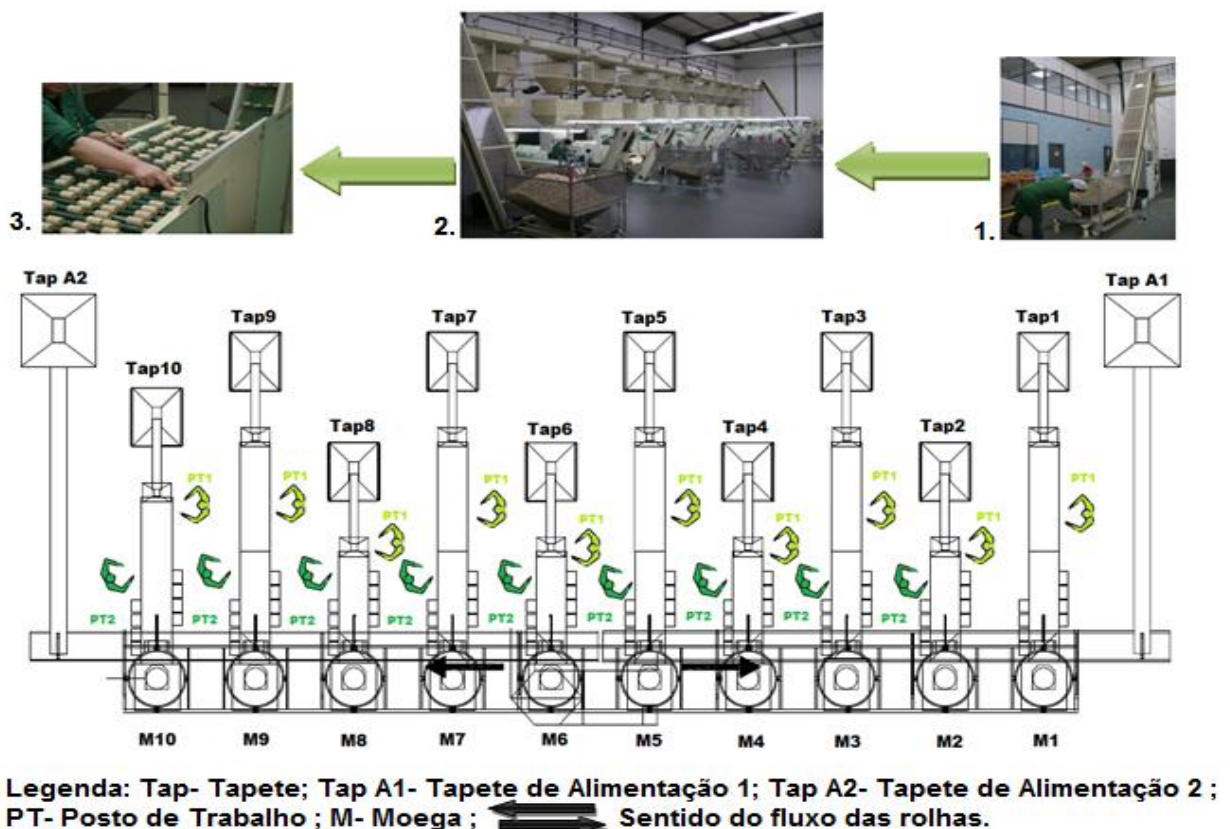 3.
2.
1.
Tap A2
Tap A1
Tap9
Tap7
Tap5
Tap3
Tap1
Tap10
Tap8
Tap6
Tap4
Tap2
PT1 PT1 PT1 PT1 PT1
PT1 PT1 PT1 PT1
PT2 PT2 PT2 PT2 PT2 PT2 PT2 PT2 PT2
M10 M9 M8 M7 M6 M5 M4 M3 M2 M1
Legenda: Tap- Tapete; Tap A1- Tapete de Alimentação 1; Tap A2- Tapete de Alimentação 2 ;
PT- Posto de Trabalho ; M- Moega ; Sentido do fluxo das rolhas.